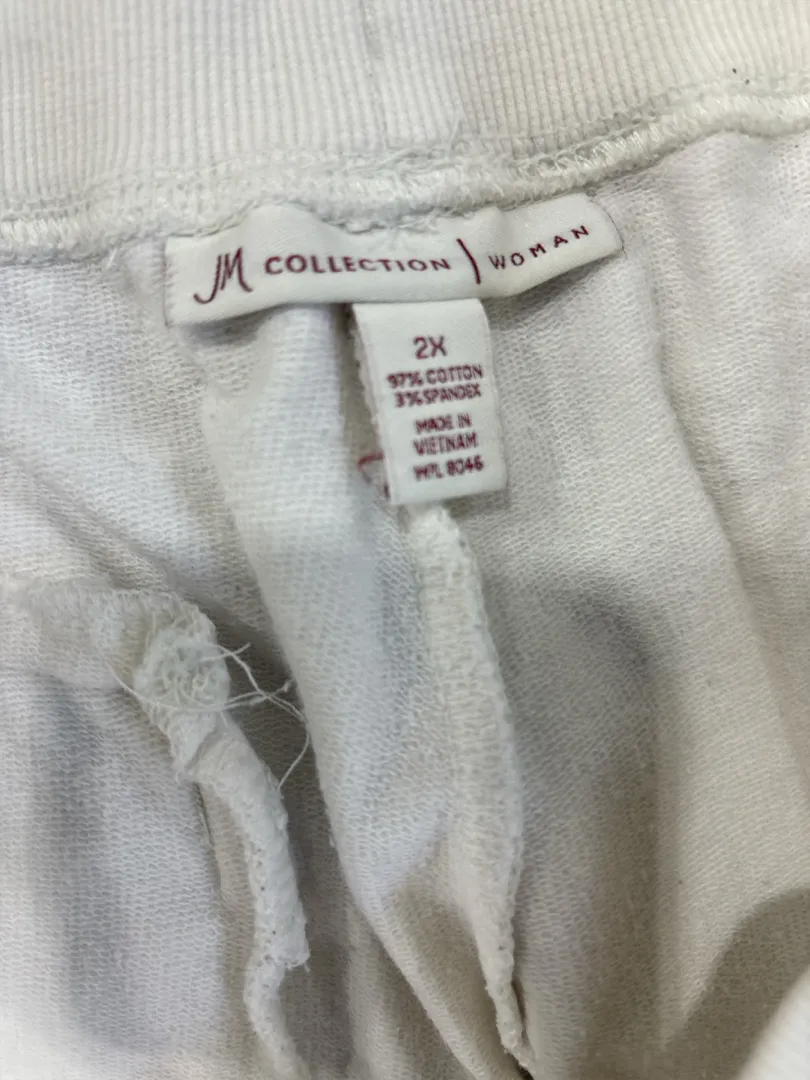 JM COLLECTION ) WOMAN
2X
97% COTTON
3% SPANDEX
MADE IN
VIETNAM
WPL 8046